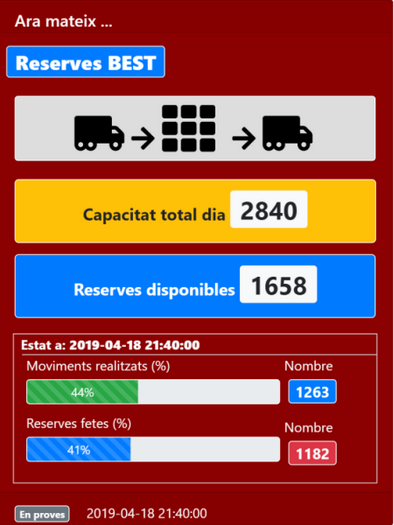 Ara mateix ...
Reserves BEST
Capacitat total dia 2840
Reserves disponibles 1658
Estat a: 2019-04-18 21:40:00
Moviments realitzats (%) Nombre
44% 1263
Reserves fetes (%) Nombre
41% 1182
En proves 2019-04-18 21:40:00